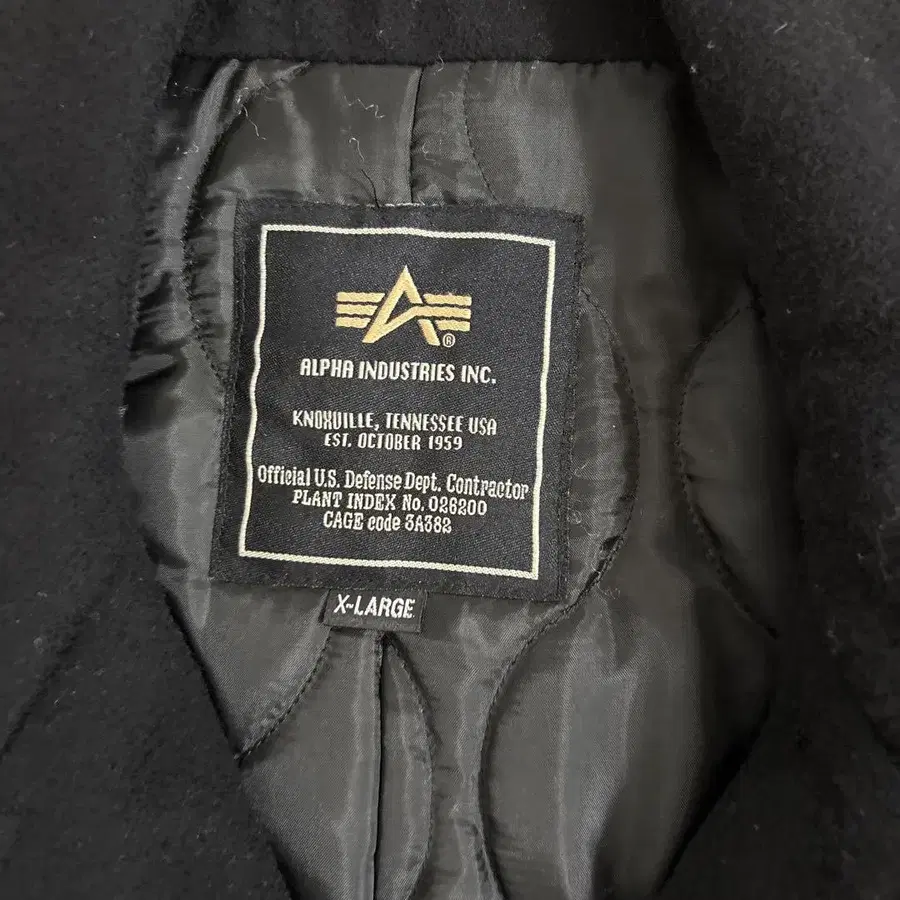 ALPHA INDUSTRIES INC.
KNOXVILLE, TENNESSEE USA
EST. OCTOBER 1959
Official U.S. Defense Dept. Contractor
PLANT INDEX No. 026200
CAGE code 3A382
X-LARGE